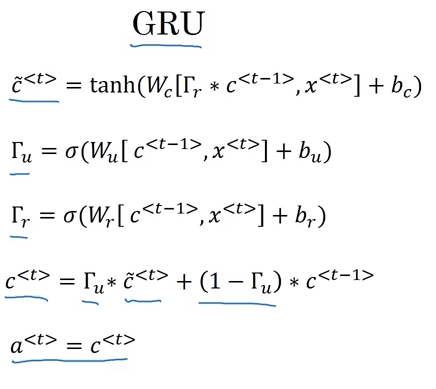 GRU
c̃^{<t>} = tanh(W_c[Γ_r * c^{<t−1>}, x^{<t>}] + b_c)
Γ_u = σ(W_u[ c^{<t−1>}, x^{<t>}] + b_u)
Γ_r = σ(W_r[ c^{<t−1>}, x^{<t>}] + b_r)
c^{<t>} = Γ_u * c̃^{<t>} + (1 − Γ_u) * c^{<t−1>}
a^{<t>} = c^{<t>}